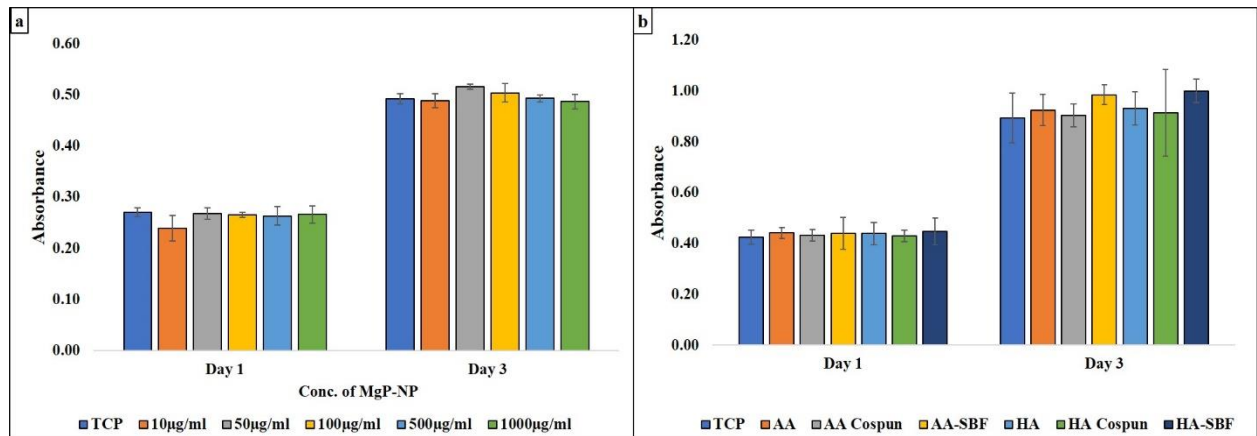 a
0.60
0.50
0.40
0.30
0.20
0.10
0.00
Absorbance
Day 1
Day 3
Conc. of MgP-NP
TCP 10µg/ml 50µg/ml 100µg/ml 500µg/ml 1000µg/ml
b
1.20
1.00
0.80
0.60
0.40
0.20
0.00
Absorbance
Day 1
Day 3
TCP AA AA Cospun AA-SBF HA HA Cospun HA-SBF